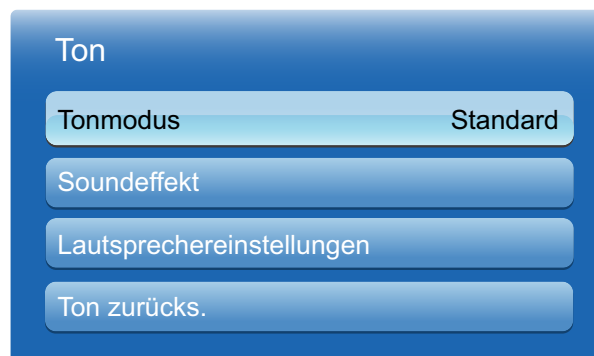 Ton
Tonmodus Standard
Soundeffekt
Lautsprechereinstellungen
Ton zurücks.